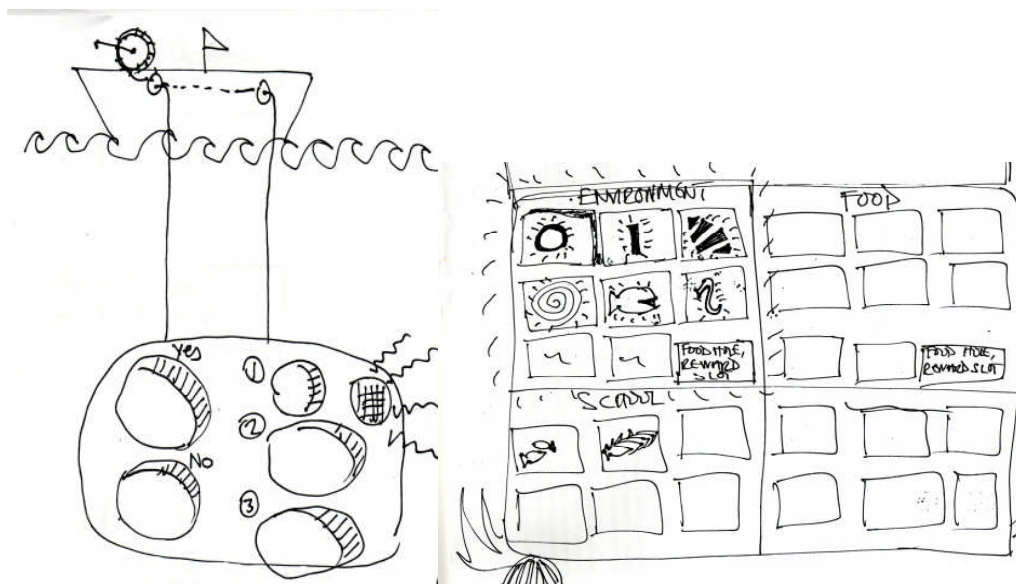 Yes
1
2
No
3
ENVIRONMENT
FOOD
FOOD HOLE,
REWARD
SLOT
FOOD HOLE,
REWARD SLOT
SCHOOL